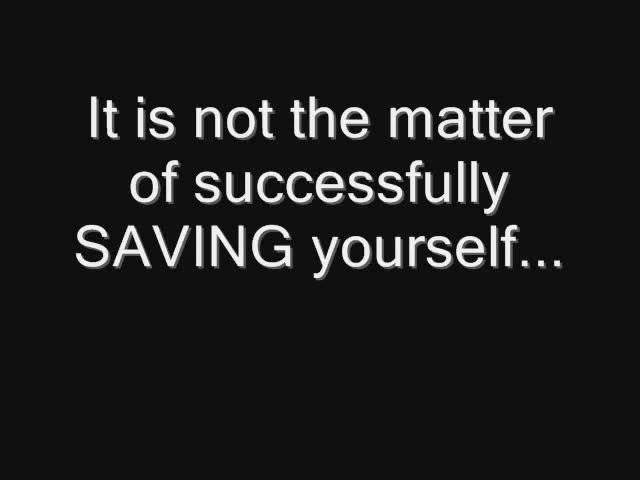 It is not the matter
of successfully
SAVING yourself...